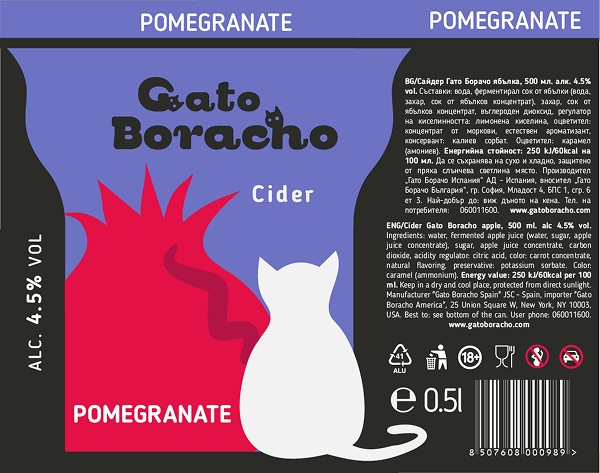 POMEGRANATE
POMEGRANATE
Gato
Boracho
Cider
ALC. 4.5% VOL
POMEGRANATE
BG/Сайдер Гато Борачо ябълка, 500 мл. алк. 4.5%
vol. Съставки: вода, ферментирал сок от ябълки (вода,
захар, сок от ябълков концентрат), захар, сок от
ябълков концентрат, въглероден диоксид, регулатор
на киселинността: лимонена киселина, оцветител:
концентрат от моркови, естествен ароматизант,
консервант: калиев сорбат. Оцветител: карамел
(амониев). Енергийна стойност: 250 kJ/60kcal на
100 мл. Да се съхранява на сухо и хладно, защитено
от пряка слънчева светлина място. Производител
„Гато Борачо Испания" АД - Испания, вносител „Гато
Борачо България", гр. София, Младост 4, БПС 1, стр. 6
ет 3. Най-добър до: виж дъното на кена. Тел. на
потребителя: 060011600. www.gatoboracho.com
ENG/Cider Gato Boracho apple, 500 ml. alc 4.5% vol.
Ingredients: water, fermented apple juice (water, sugar, apple
juice concentrate), sugar, apple juice concentrate, carbon
dioxide, acidity regulator: citric acid, color: carrot concentrate,
natural flavoring, preservative: potassium sorbate. Color:
caramel (ammonium). Energy value: 250 kJ/60kcal per 100
ml. Keep in a dry and cool place, protected from direct sunlight.
Manufacturer "Gato Boracho Spain" JSC - Spain, importer "Gato
Boracho America", 25 Union Square W, New York, NY 10003,
USA. Best to: see bottom of the can. User phone: 060011600.
www.gatoboracho.com
41
ALU
18+
e 0.5l
8 507608 000989 >